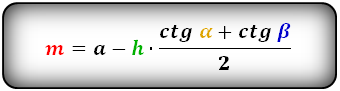 m = a − h · (ctg α + ctg β) / 2